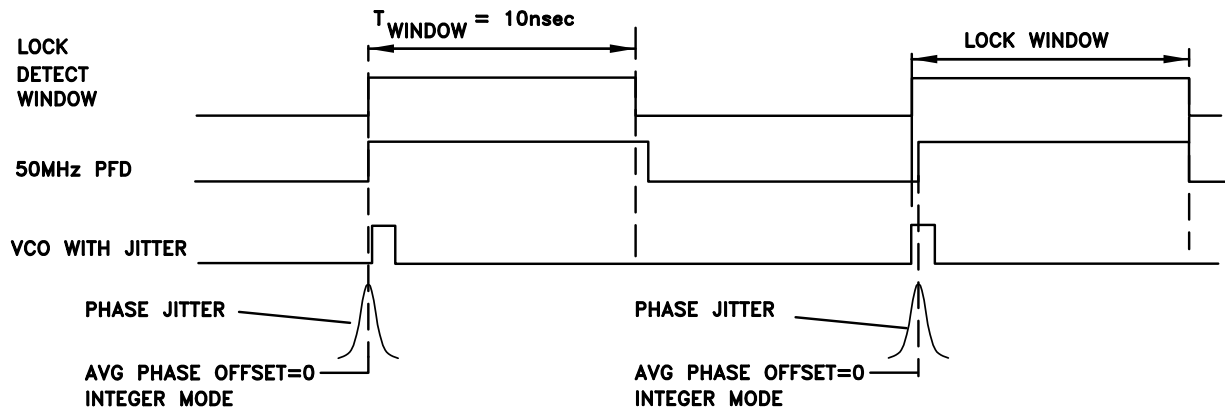 T WINDOW = 10nsec
LOCK
DETECT
WINDOW
LOCK WINDOW
50MHz PFD
VCO WITH JITTER
PHASE JITTER
AVG PHASE OFFSET=0
INTEGER MODE
PHASE JITTER
AVG PHASE OFFSET=0
INTEGER MODE